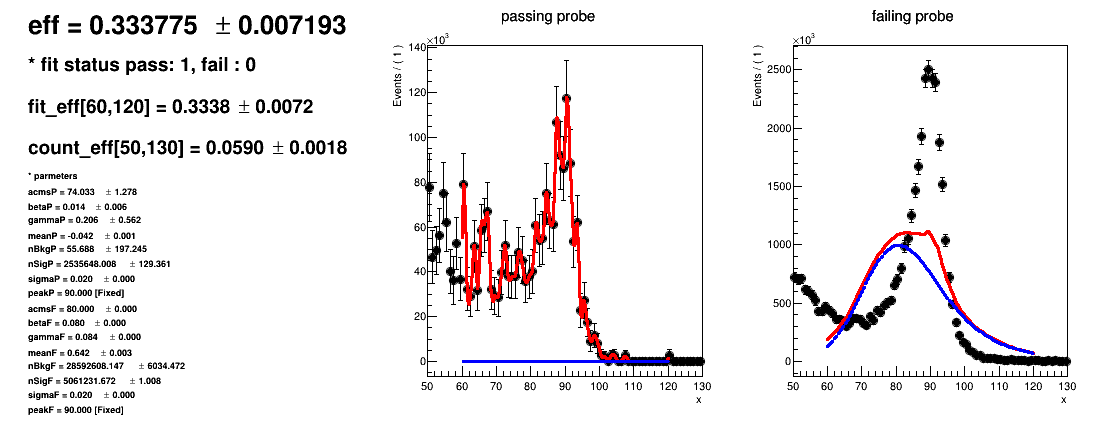 eff = 0.333775 ± 0.007193
* fit status pass: 1, fail : 0
fit_eff[60,120] = 0.3338 ± 0.0072
count_eff[50,130] = 0.0590 ± 0.0018
* parmeters
acmsP = 74.033 ± 1.278
betaP = 0.014 ± 0.006
gammaP = 0.206 ± 0.562
meanP = -0.042 ± 0.001
nBkgP = 55.688 ± 197.245
nSigP = 2535648.008 ± 129.361
sigmaP = 0.020 ± 0.000
peakP = 90.000 [Fixed]
acmsF = 80.000 ± 0.000
betaF = 0.080 ± 0.000
gammaF = 0.084 ± 0.000
meanF = 0.642 ± 0.003
nBkgF = 28592608.147 ± 6034.472
nSigF = 5061231.672 ± 1.008
sigmaF = 0.020 ± 0.000
peakF = 90.000 [Fixed]
passing probe
×10³
Events / ( 1 )
140
120
100
80
60
40
20
0
50 60 70 80 90 100 110 120 130
x
failing probe
×10³
Events / ( 1 )
2500
2000
1500
1000
500
0
50 60 70 80 90 100 110 120 130
x